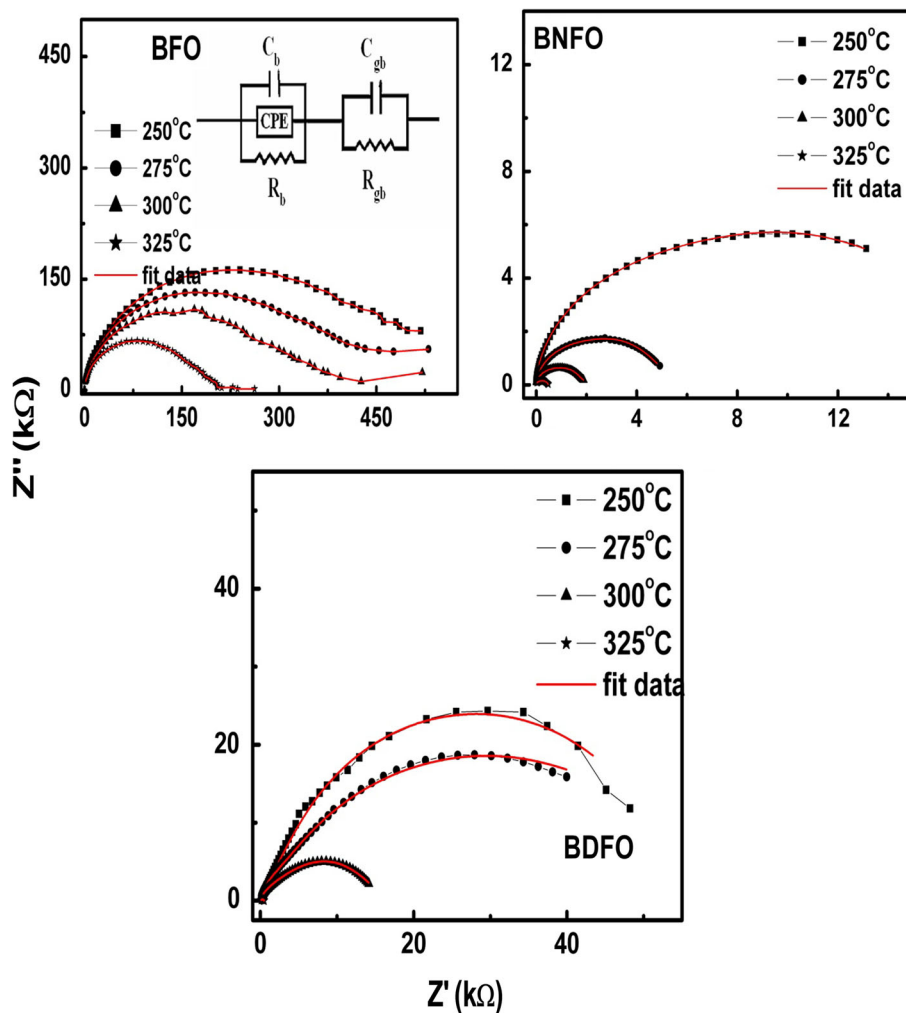 BFO
C_b
C_gb
CPE
R_b
R_gb
250°C
275°C
300°C
325°C
fit data
450
300
150
0
0 150 300 450
BNFO
250°C
275°C
300°C
325°C
fit data
12
8
4
0
0 4 8 12
Z'' (kΩ)
250°C
275°C
300°C
325°C
fit data
BDFO
40
20
0
0 20 40
Z' (kΩ)